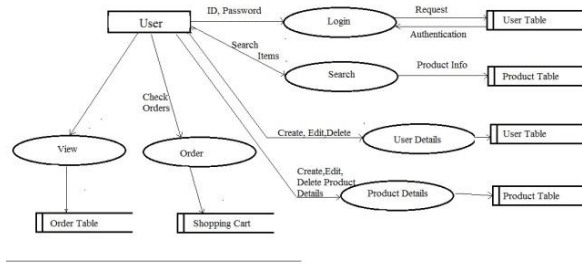 ID, Password
Request
User
Login
User Table
Authentication
Search
Items
Product Info
Search
Product Table
Check
Orders
Create, Edit,Delete
User Details
User Table
View
Order
Create,Edit,
Delete Product
Details
Product Details
Product Table
Order Table
Shopping Cart